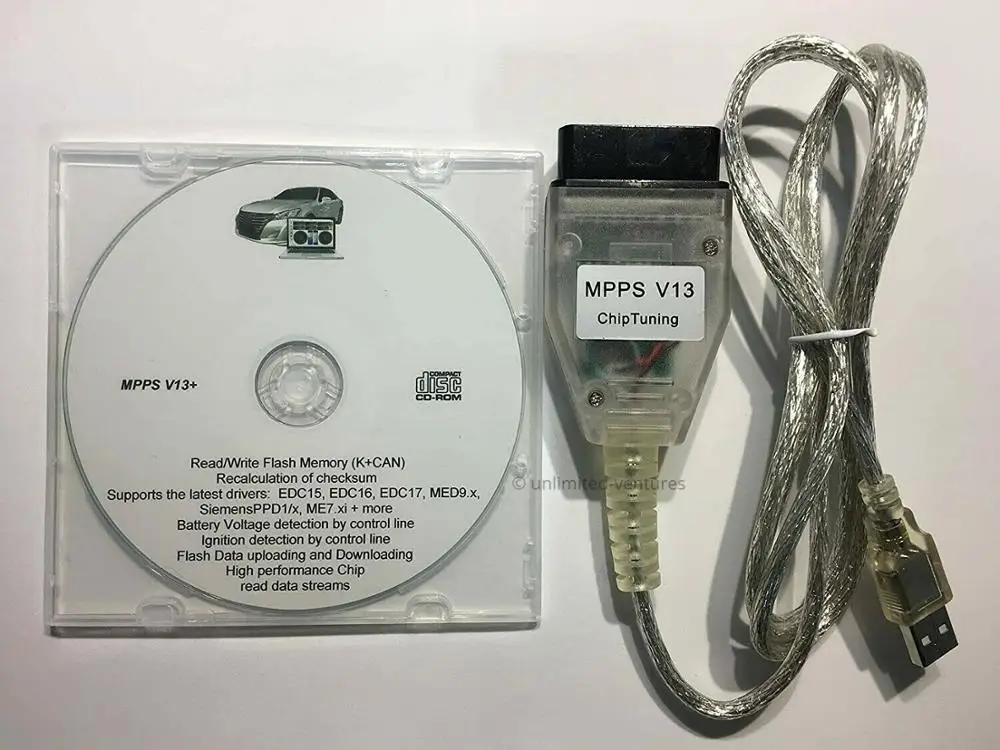 MPPS V13
ChipTuning
MPPS V13+
COMPACT
disc
CD-ROM
Read/Write Flash Memory (K+CAN)
Recalculation of checksum
Supports the latest drivers: EDC15, EDC16, EDC17, MED9.x,
SiemensPPD1/x, ME7.xi + more
Battery Voltage detection by control line
Ignition detection by control line
Flash Data uploading and Downloading
High performance Chip
read data streams
© unlimited-ventures